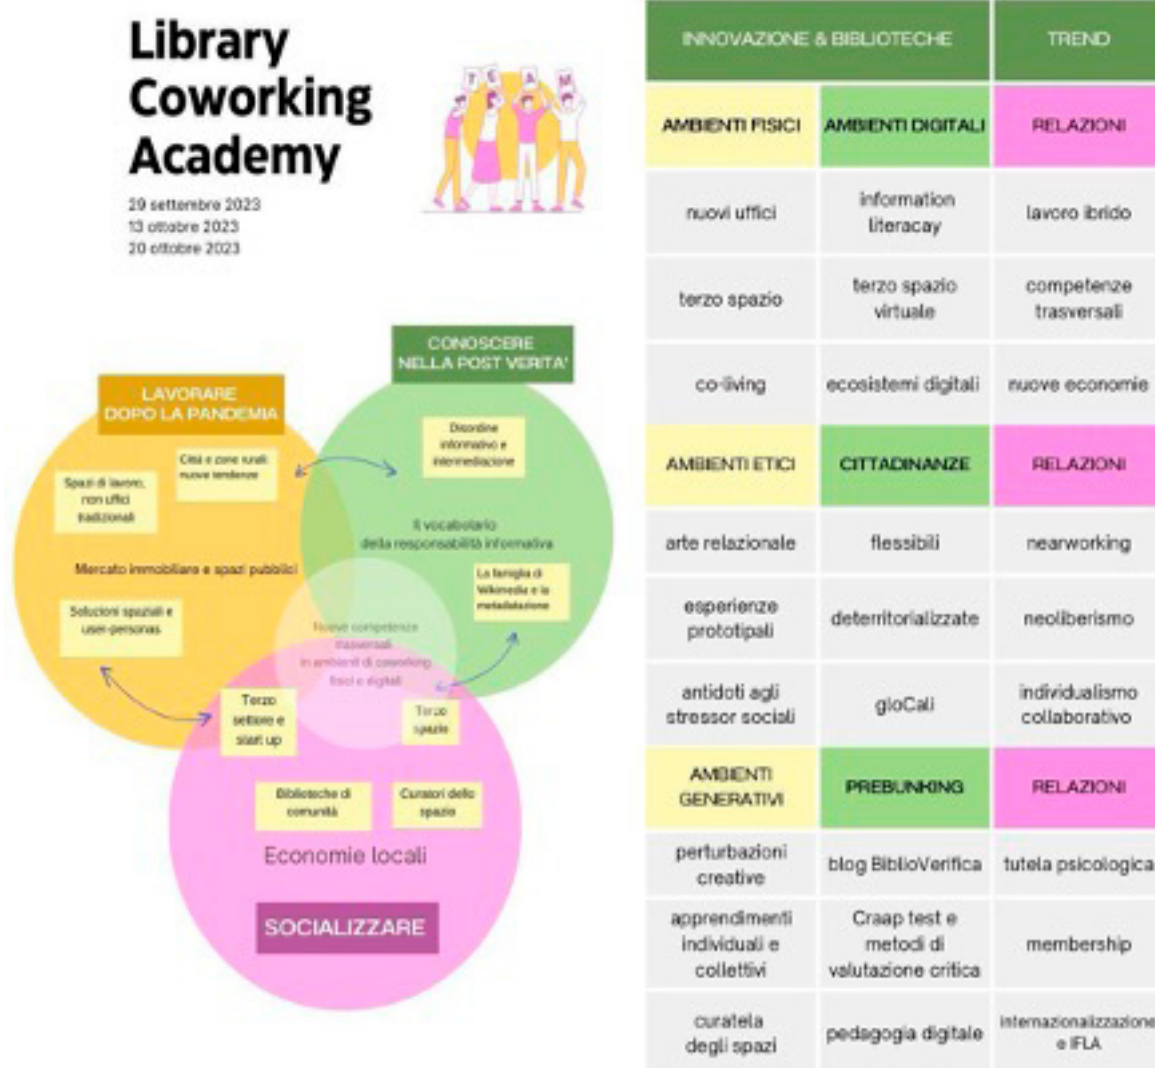 Library
Coworking
Academy
29 settembre 2023
13 ottobre 2023
20 ottobre 2023
T E A M
CONOSCERE
NELLA POST VERITA'
LAVORARE
DOPO LA PANDEMIA
Disordine
informativo e
intermediazione
Città e zone rurali:
nuove tendenze
Spazi di lavoro,
non uffici
tradizionali
Il vocabolario
della responsabilità informativa
Mercato immobiliare e spazi pubblici
La famiglia di
Wikimedia e la
metadatazione
Soluzioni spaziali e
user-personas
Nuove competenze
trasversali
in ambienti di coworking
fisici e digitali
Terzo
settore e
start up
Terzo
spazio
Biblioteche di
comunità
Curatori dello
spazio
Economie locali
SOCIALIZZARE
INNOVAZIONE & BIBLIOTECHE
TREND
AMBIENTI FISICI
AMBIENTI DIGITALI
RELAZIONI
nuovi uffici
information
literacay
lavoro ibrido
terzo spazio
terzo spazio
virtuale
competenze
trasversali
co-living
ecosistemi digitali
nuove economie
AMBIENTI ETICI
CITTADINANZE
RELAZIONI
arte relazionale
flessibili
nearworking
esperienze
prototipali
deterritorializzate
neoliberismo
antidoti agli
stressor sociali
gloCali
individualismo
collaborativo
AMBIENTI
GENERATIVI
PREBUNKING
RELAZIONI
perturbazioni
creative
blog BiblioVerifica
tutela psicologica
apprendimenti
individuali e
collettivi
Craap test e
metodi di
valutazione critica
membership
curatela
degli spazi
pedagogia digitale
internazionalizzazione
e IFLA